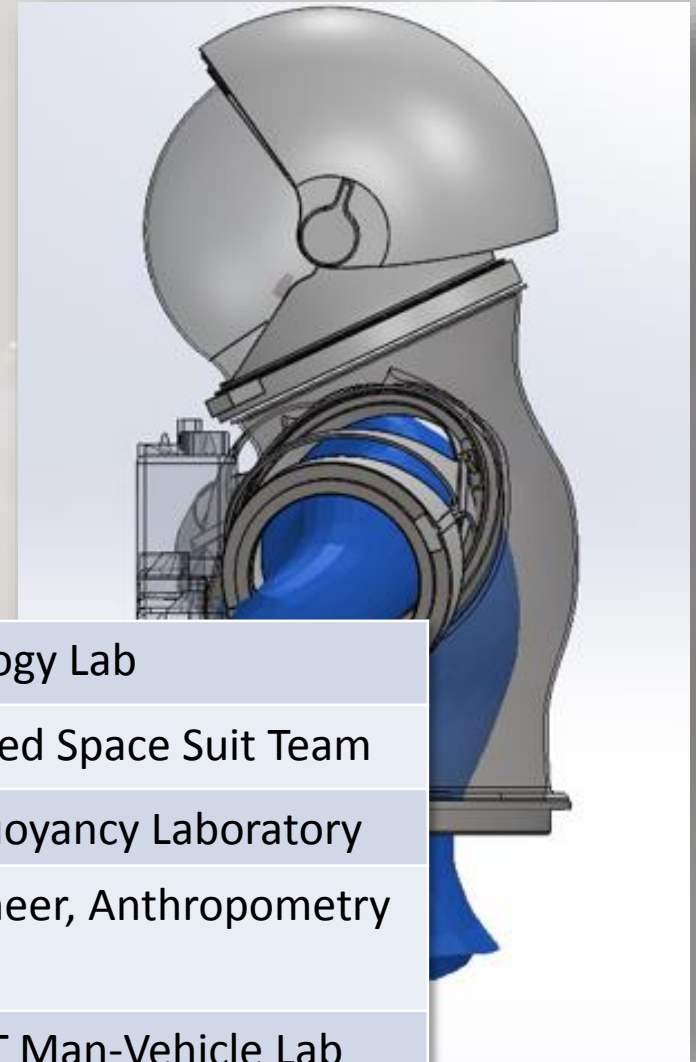 ogy Lab
ed Space Suit Team
oyancy Laboratory
eer, Anthropometry
Man-Vehicle Lab